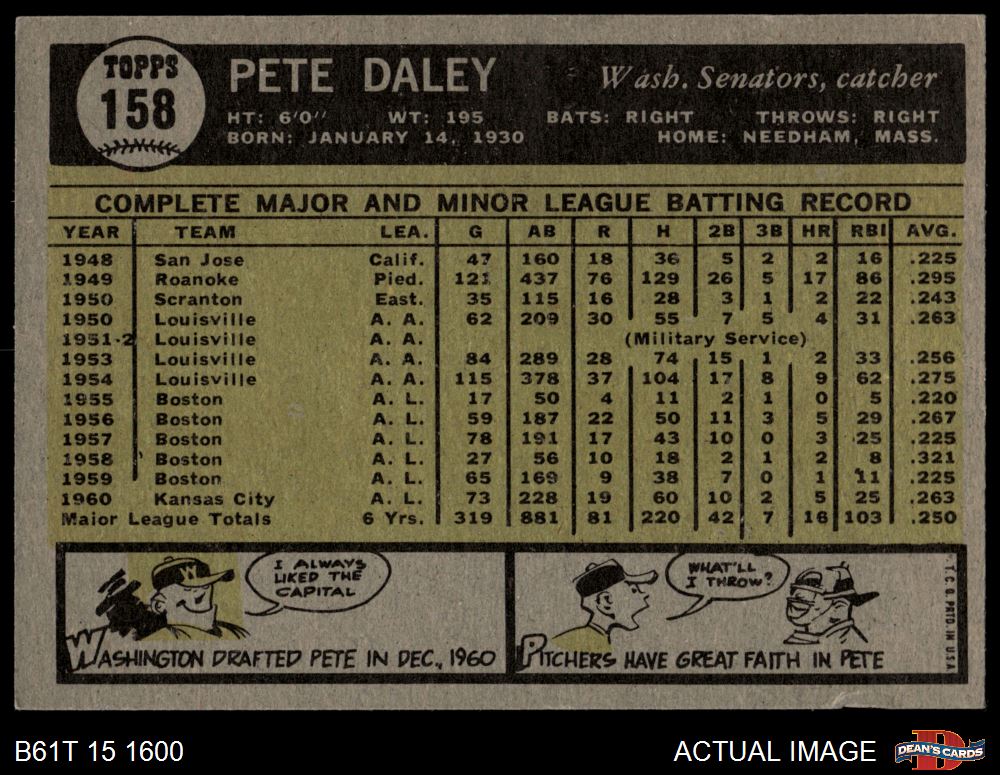 TOPPS
158
PETE DALEY Wash. Senators, catcher
HT: 6'0" WT: 195 BATS: RIGHT THROWS: RIGHT
BORN: JANUARY 14, 1930 HOME: NEEDHAM, MASS.
COMPLETE MAJOR AND MINOR LEAGUE BATTING RECORD
YEAR TEAM LEA. G AB R H 2B 3B HR RBI AVG.
1948 San Jose Calif. 47 160 18 36 5 2 2 16 .225
1949 Roanoke Pied. 121 437 76 129 26 5 17 86 .295
1950 Scranton East. 35 115 16 28 3 1 2 22 .243
1950 Louisville A. A. 62 209 30 55 7 5 4 31 .263
1951-2 Louisville (Military Service)
1953 Louisville A. A. 84 289 28 74 15 1 2 33 .256
1954 Louisville A. A. 115 378 37 104 17 8 9 62 .275
1955 Boston A. L. 17 50 4 11 2 1 0 5 .220
1956 Boston A. L. 59 187 22 50 11 3 5 29 .267
1957 Boston A. L. 78 191 17 43 10 0 3 25 .225
1958 Boston A. L. 27 56 10 18 2 1 2 8 .321
1959 Boston A. L. 65 169 9 38 7 0 1 11 .225
1960 Kansas City A. L. 73 228 19 60 10 2 5 25 .263
Major League Totals 6 Yrs. 319 881 81 220 42 7 16 103 .250
W
I ALWAYS
LIKED THE
CAPITAL
WASHINGTON DRAFTED PETE IN DEC., 1960
WHAT'LL
I THROW?
PITCHERS HAVE GREAT FAITH IN PETE
T.C.G. PRTD. IN U.S.A.
B61T 15 1600
ACTUAL IMAGE
DEAN'S CARDS